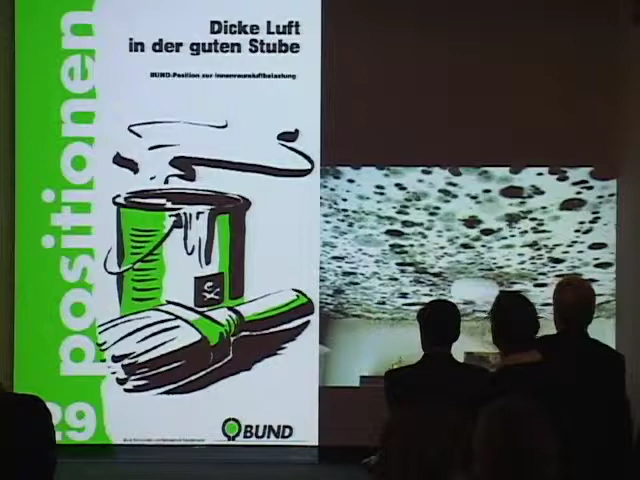 Dicke Luft
in der guten Stube
BUND-Position zur Innenraumluftbelastung
positionen
29
BUND